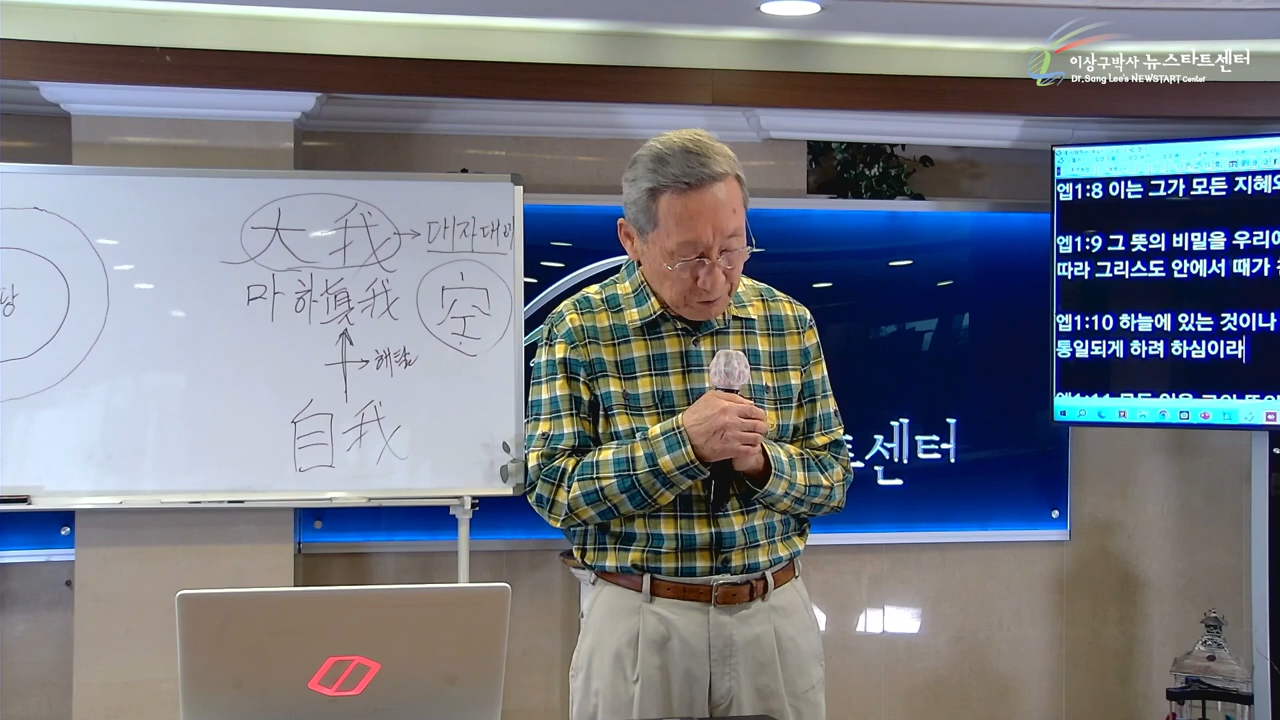 이상구박사 뉴스타트센터
Dr. Sang Lee's NEWSTART Center
당
大我 → 대자대비
마하眞我
空
→ 해탈
自我
트센터
엡1:8 이는 그가 모든 지혜와
엡1:9 그 뜻의 비밀을 우리에
따라 그리스도 안에서 때가
엡1:10 하늘에 있는 것이나
통일되게 하려 하심이라